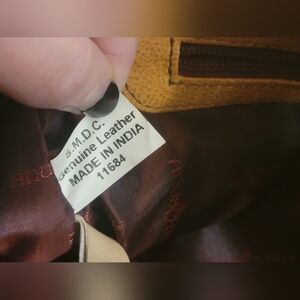 S.M.D.C.
Genuine Leather
MADE IN INDIA
11684